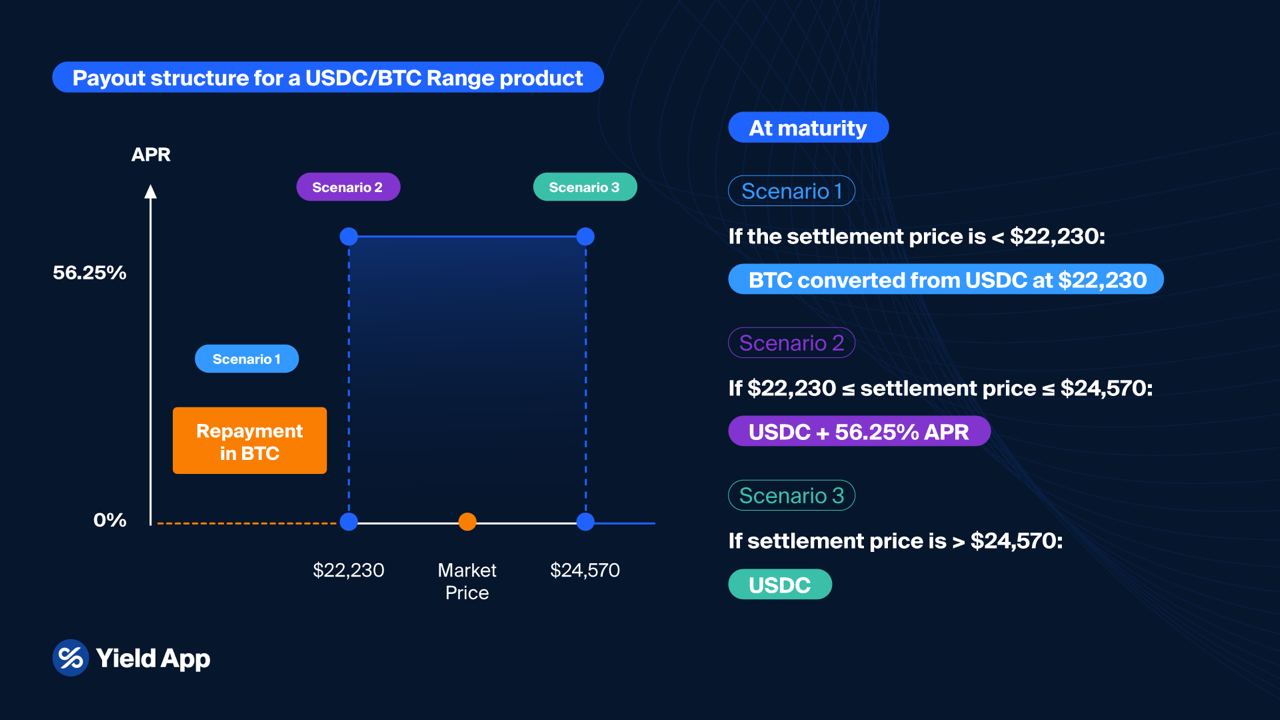 Payout structure for a USDC/BTC Range product
APR
Scenario 2
Scenario 3
56.25%
Scenario 1
Repayment
in BTC
0%
$22,230
Market
Price
$24,570
At maturity
Scenario 1
If the settlement price is < $22,230:
BTC converted from USDC at $22,230
Scenario 2
If $22,230 ≤ settlement price ≤ $24,570:
USDC + 56.25% APR
Scenario 3
If settlement price is > $24,570:
USDC
Yield App